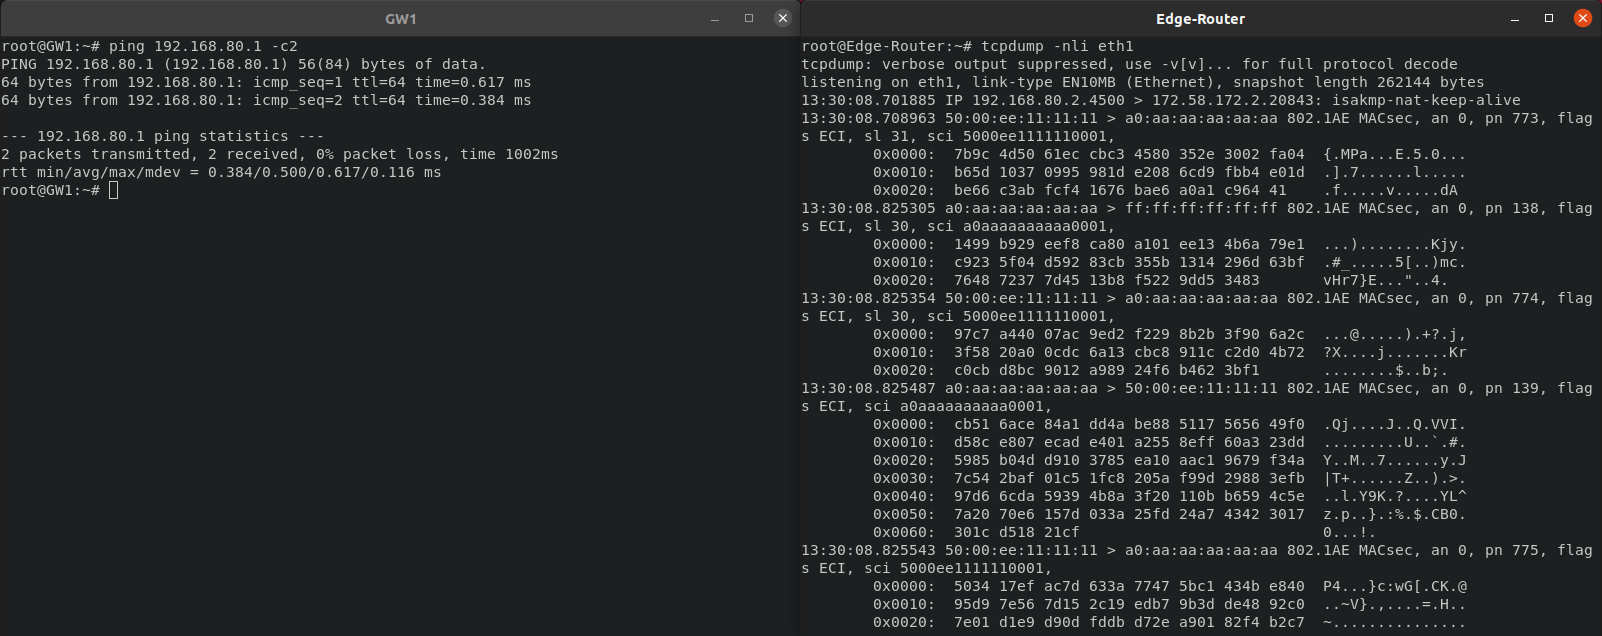 GW1
root@GW1:~# ping 192.168.80.1 -c2
PING 192.168.80.1 (192.168.80.1) 56(84) bytes of data.
64 bytes from 192.168.80.1: icmp_seq=1 ttl=64 time=0.617 ms
64 bytes from 192.168.80.1: icmp_seq=2 ttl=64 time=0.384 ms
--- 192.168.80.1 ping statistics ---
2 packets transmitted, 2 received, 0% packet loss, time 1002ms
rtt min/avg/max/mdev = 0.384/0.500/0.617/0.116 ms
root@GW1:~#
Edge-Router
root@Edge-Router:~# tcpdump -nli eth1
tcpdump: verbose output suppressed, use -v[v]... for full protocol decode
listening on eth1, link-type EN10MB (Ethernet), snapshot length 262144 bytes
13:30:08.701885 IP 192.168.80.2.4500 > 172.58.172.2.20843: isakmp-nat-keep-alive
13:30:08.708963 50:00:ee:11:11:11 > a0:aa:aa:aa:aa:aa 802.1AE MACsec, an 0, pn 773, flag
s ECI, sl 31, sci 5000ee1111110001,
0x0000:  7b9c 4d50 61ec cbc3 4580 352e 3002 fa04  {.MPa...E.5.0...
0x0010:  b65d 1037 0995 981d e208 6cd9 fbb4 e01d  .].7......l.....
0x0020:  be66 c3ab fcf4 1676 bae6 a0a1 c964 41    .f.....v.....dA
13:30:08.825305 a0:aa:aa:aa:aa:aa > ff:ff:ff:ff:ff:ff 802.1AE MACsec, an 0, pn 138, flag
s ECI, sl 30, sci a0aaaaaaaaaa0001,
0x0000:  1499 b929 eef8 ca80 a101 ee13 4b6a 79e1  ...)........Kjy.
0x0010:  c923 5f04 d592 83cb 355b 1314 296d 63bf  .#_.....5[..)mc.
0x0020:  7648 7237 7d45 13b8 f522 9dd5 3483       vHr7}E..."..4.
13:30:08.825354 50:00:ee:11:11:11 > a0:aa:aa:aa:aa:aa 802.1AE MACsec, an 0, pn 774, flag
s ECI, sl 30, sci 5000ee1111110001,
0x0000:  97c7 a440 07ac 9ed2 f229 8b2b 3f90 6a2c  ...@.....).+?.j,
0x0010:  3f58 20a0 0cdc 6a13 cbc8 911c c2d0 4b72  ?X....j.......Kr
0x0020:  c0cb d8bc 9012 a989 24f6 b462 3bf1       ........$..b;.
13:30:08.825487 a0:aa:aa:aa:aa:aa > 50:00:ee:11:11:11 802.1AE MACsec, an 0, pn 139, flag
s ECI, sci a0aaaaaaaaaa0001,
0x0000:  cb51 6ace 84a1 dd4a be88 5117 5656 49f0  .Qj....J..Q.VVI.
0x0010:  d58c e807 ecad e401 a255 8eff 60a3 23dd  .........U..`.#.
0x0020:  5985 b04d d910 3785 ea10 aac1 9679 f34a  Y..M..7......y.J
0x0030:  7c54 2baf 01c5 1fc8 205a f99d 2988 3efb  |T+......Z..).>.
0x0040:  97d6 6cda 5939 4b8a 3f20 110b b659 4c5e  ..l.Y9K.?....YL^
0x0050:  7a20 70e6 157d 033a 25fd 24a7 4342 3017  z.p..}.:%.$.CB0.
0x0060:  301c d518 21cf                           0...!.
13:30:08.825543 50:00:ee:11:11:11 > a0:aa:aa:aa:aa:aa 802.1AE MACsec, an 0, pn 775, flag
s ECI, sci 5000ee1111110001,
0x0000:  5034 17ef ac7d 633a 7747 5bc1 434b e840  P4...}c:wG[.CK.@
0x0010:  95d9 7e56 7d15 2c19 edb7 9b3d de48 92c0  ..~V}.,....=.H..
0x0020:  7e01 d1e9 d90d fddb d72e a901 82f4 b2c7  ~...............